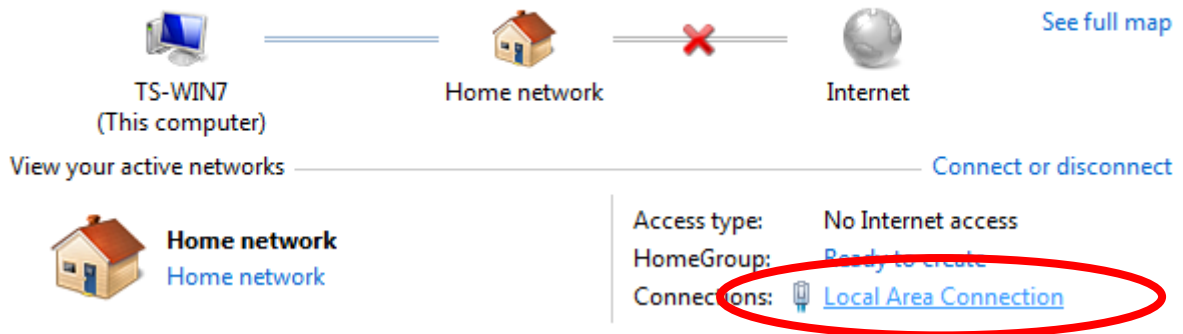 See full map
TS-WIN7
(This computer)
Home network
Internet
View your active networks
Connect or disconnect
Home network
Home network
Access type: No Internet access
HomeGroup: Ready to create
Connections: Local Area Connection